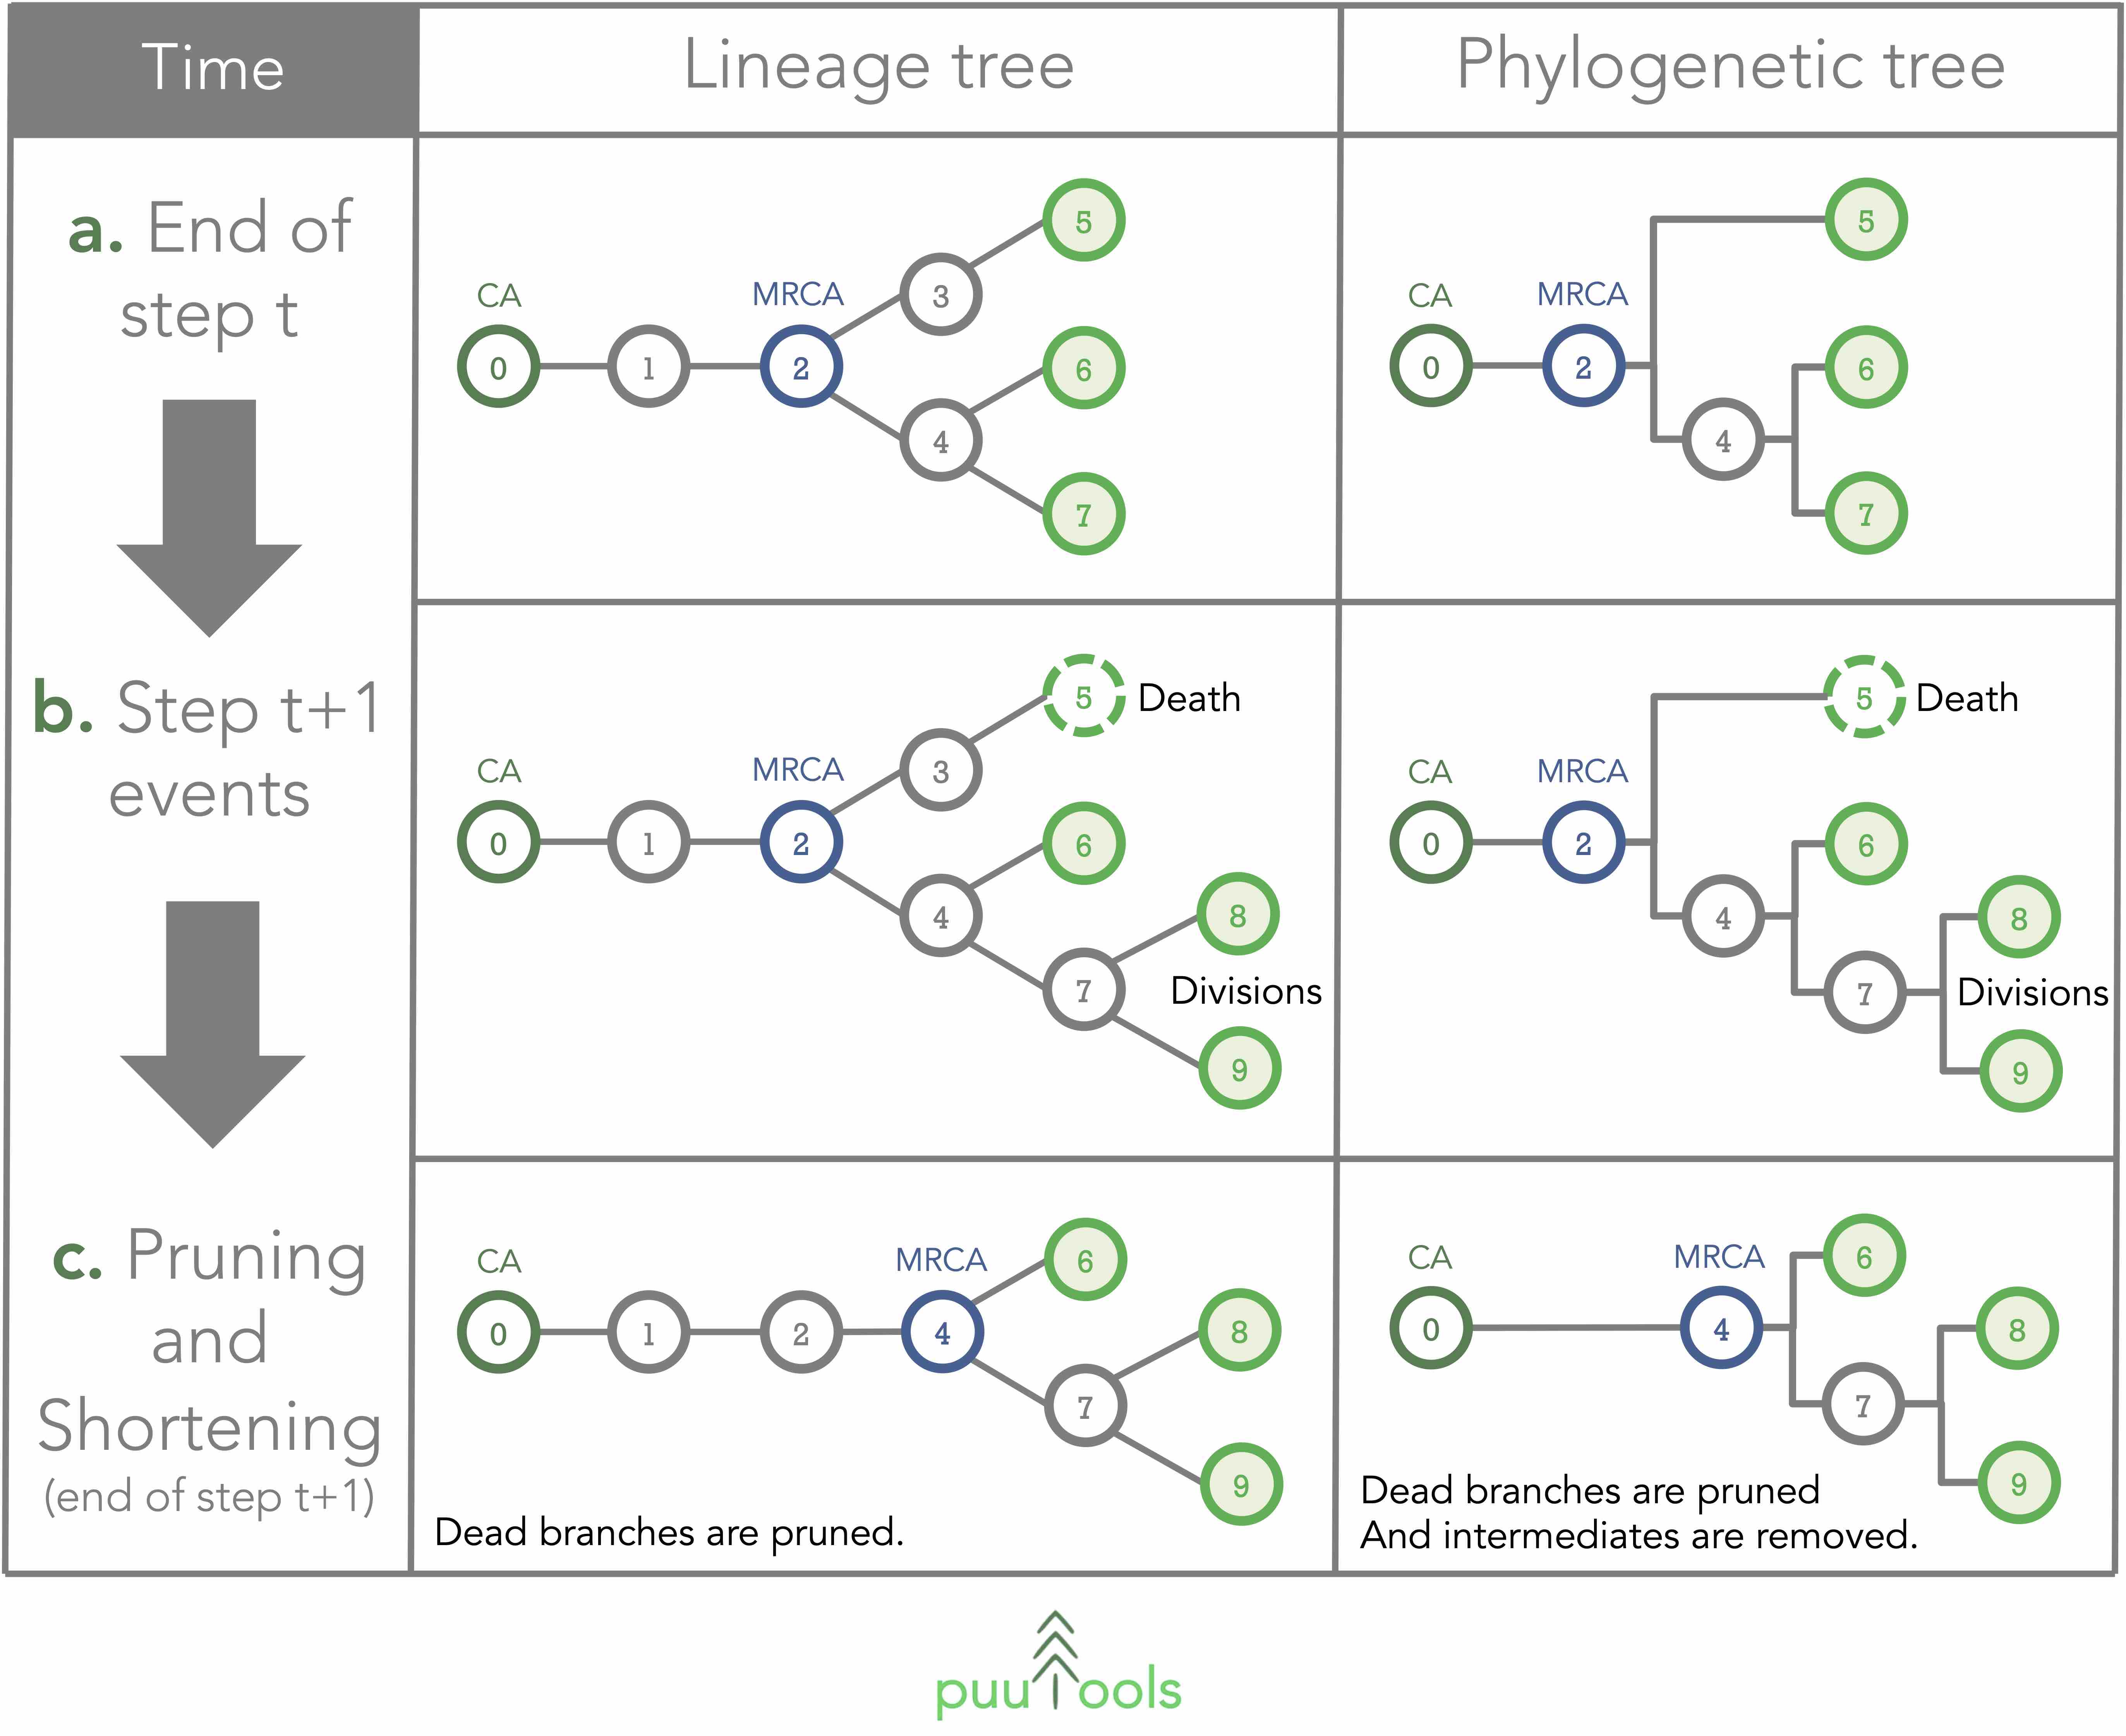 Time
Lineage tree
Phylogenetic tree
a. End of
step t
CA
MRCA
0
1
2
3
4
5
6
7
CA
MRCA
0
2
4
5
6
7
b. Step t+1
events
CA
MRCA
0
1
2
3
4
5
Death
6
7
8
Divisions
9
CA
MRCA
0
2
4
5
Death
6
7
8
Divisions
9
c. Pruning
and
Shortening
(end of step t+1)
CA
MRCA
0
1
2
4
6
7
8
9
Dead branches are pruned.
CA
MRCA
0
4
6
7
8
9
Dead branches are pruned
And intermediates are removed.
puutools